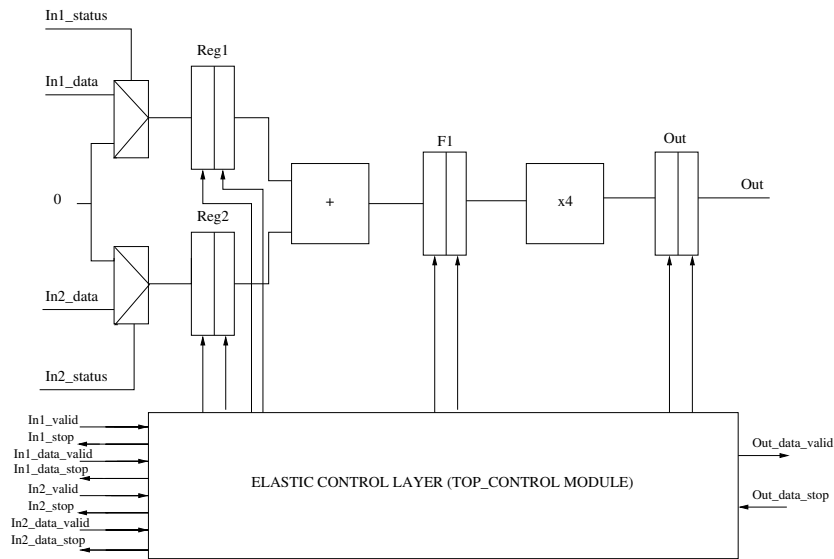 In1_status
Reg1
In1_data
F1
Out
0
+
x4
Out
Reg2
In2_data
In2_status
In1_valid
In1_stop
In1_data_valid
In1_data_stop
In2_valid
In2_stop
In2_data_valid
In2_data_stop
ELASTIC CONTROL LAYER (TOP_CONTROL MODULE)
Out_data_valid
Out_data_stop